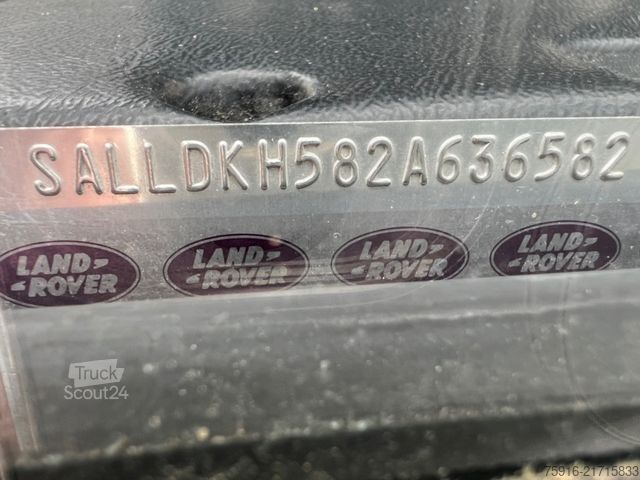 SALLDKH582A636582
LAND-
-ROVER
LAND-
-ROVER
LAND-
-ROVER
LAND-
-ROVER
Truck
Scout24
75916-21715833